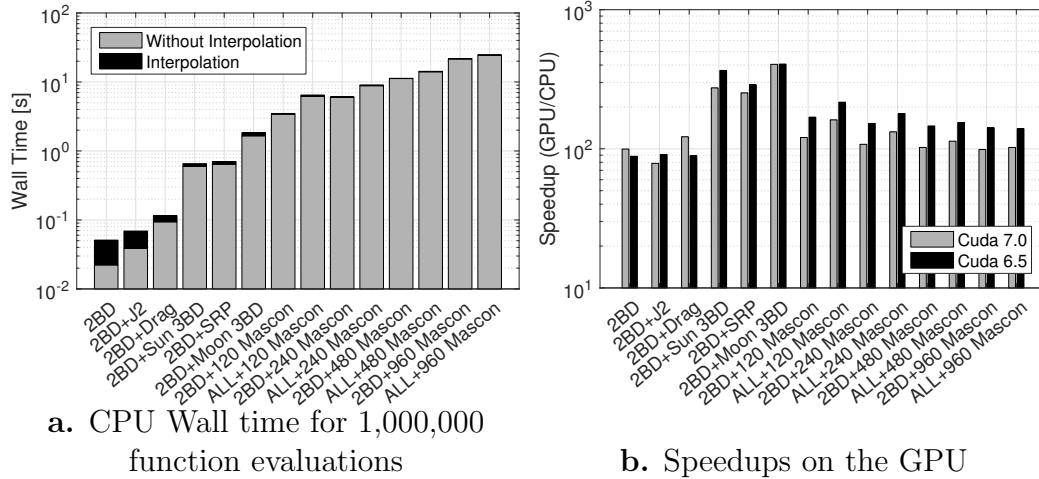 10^2
10^1
10^0
10^-1
10^-2
Wall Time [s]
Without Interpolation
Interpolation
2BD
2BD+J2
2BD+Drag
2BD+Sun 3BD
2BD+SRP
2BD+Moon 3BD
2BD+120 Mascon
ALL+120 Mascon
2BD+240 Mascon
ALL+240 Mascon
2BD+480 Mascon
ALL+480 Mascon
2BD+960 Mascon
ALL+960 Mascon
a. CPU Wall time for 1,000,000
function evaluations
10^3
10^2
10^1
Speedup (GPU/CPU)
Cuda 7.0
Cuda 6.5
2BD
2BD+J2
2BD+Drag
2BD+Sun 3BD
2BD+SRP
2BD+Moon 3BD
2BD+120 Mascon
ALL+120 Mascon
2BD+240 Mascon
ALL+240 Mascon
2BD+480 Mascon
ALL+480 Mascon
2BD+960 Mascon
ALL+960 Mascon
b. Speedups on the GPU